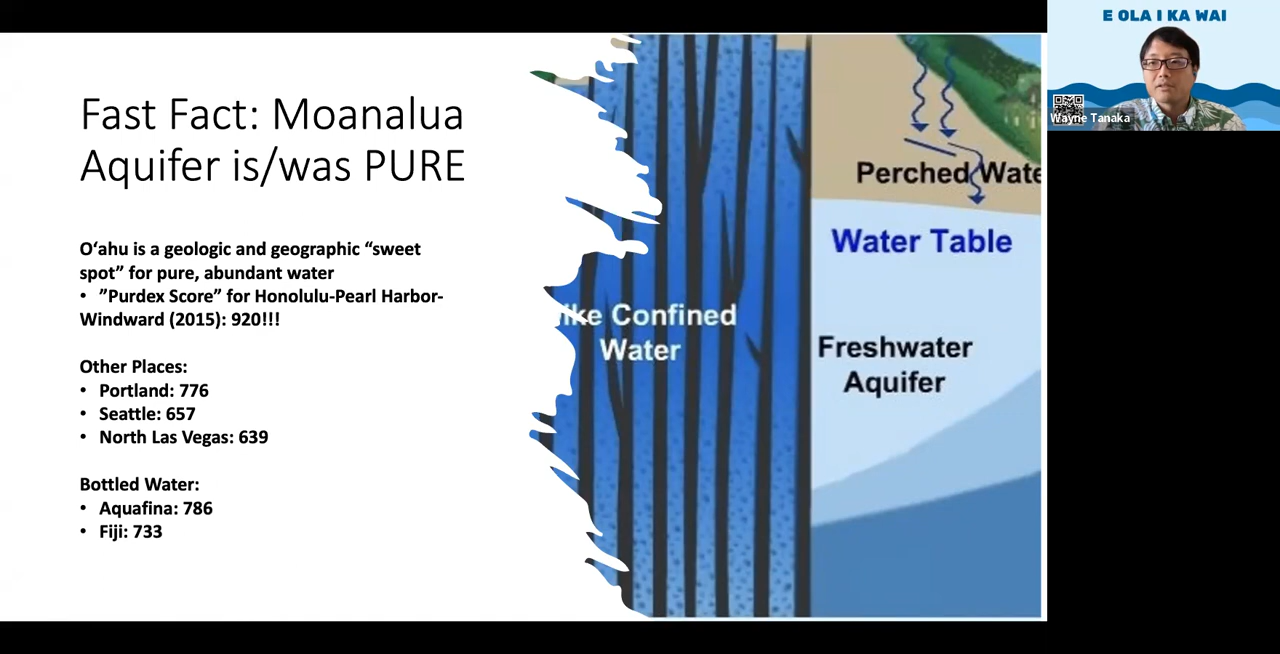 Fast Fact: Moanalua
Aquifer is/was PURE
Oʻahu is a geologic and geographic “sweet
spot” for pure, abundant water
• ”Purdex Score” for Honolulu-Pearl Harbor-
Windward (2015): 920!!!
Other Places:
• Portland: 776
• Seattle: 657
• North Las Vegas: 639
Bottled Water:
• Aquafina: 786
• Fiji: 733
ike Confined
Water
Perched Wate
Water Table
Freshwater
Aquifer
E OLA I KA WAI
Wayne Tanaka